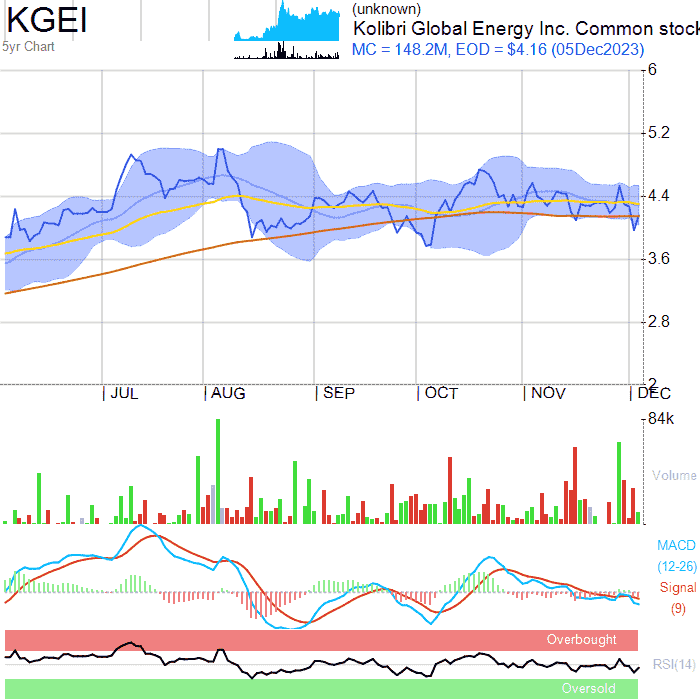 KGEI
5yr Chart
(unknown)
Kolibri Global Energy Inc. Common stock
MC = 148.2M, EOD = $4.16 (05Dec2023)
6
5.2
4.4
3.6
2.8
2
JUL AUG SEP OCT NOV DEC
84k
Volume
MACD
(12-26)
Signal
(9)
Overbought
RSI(14)
Oversold